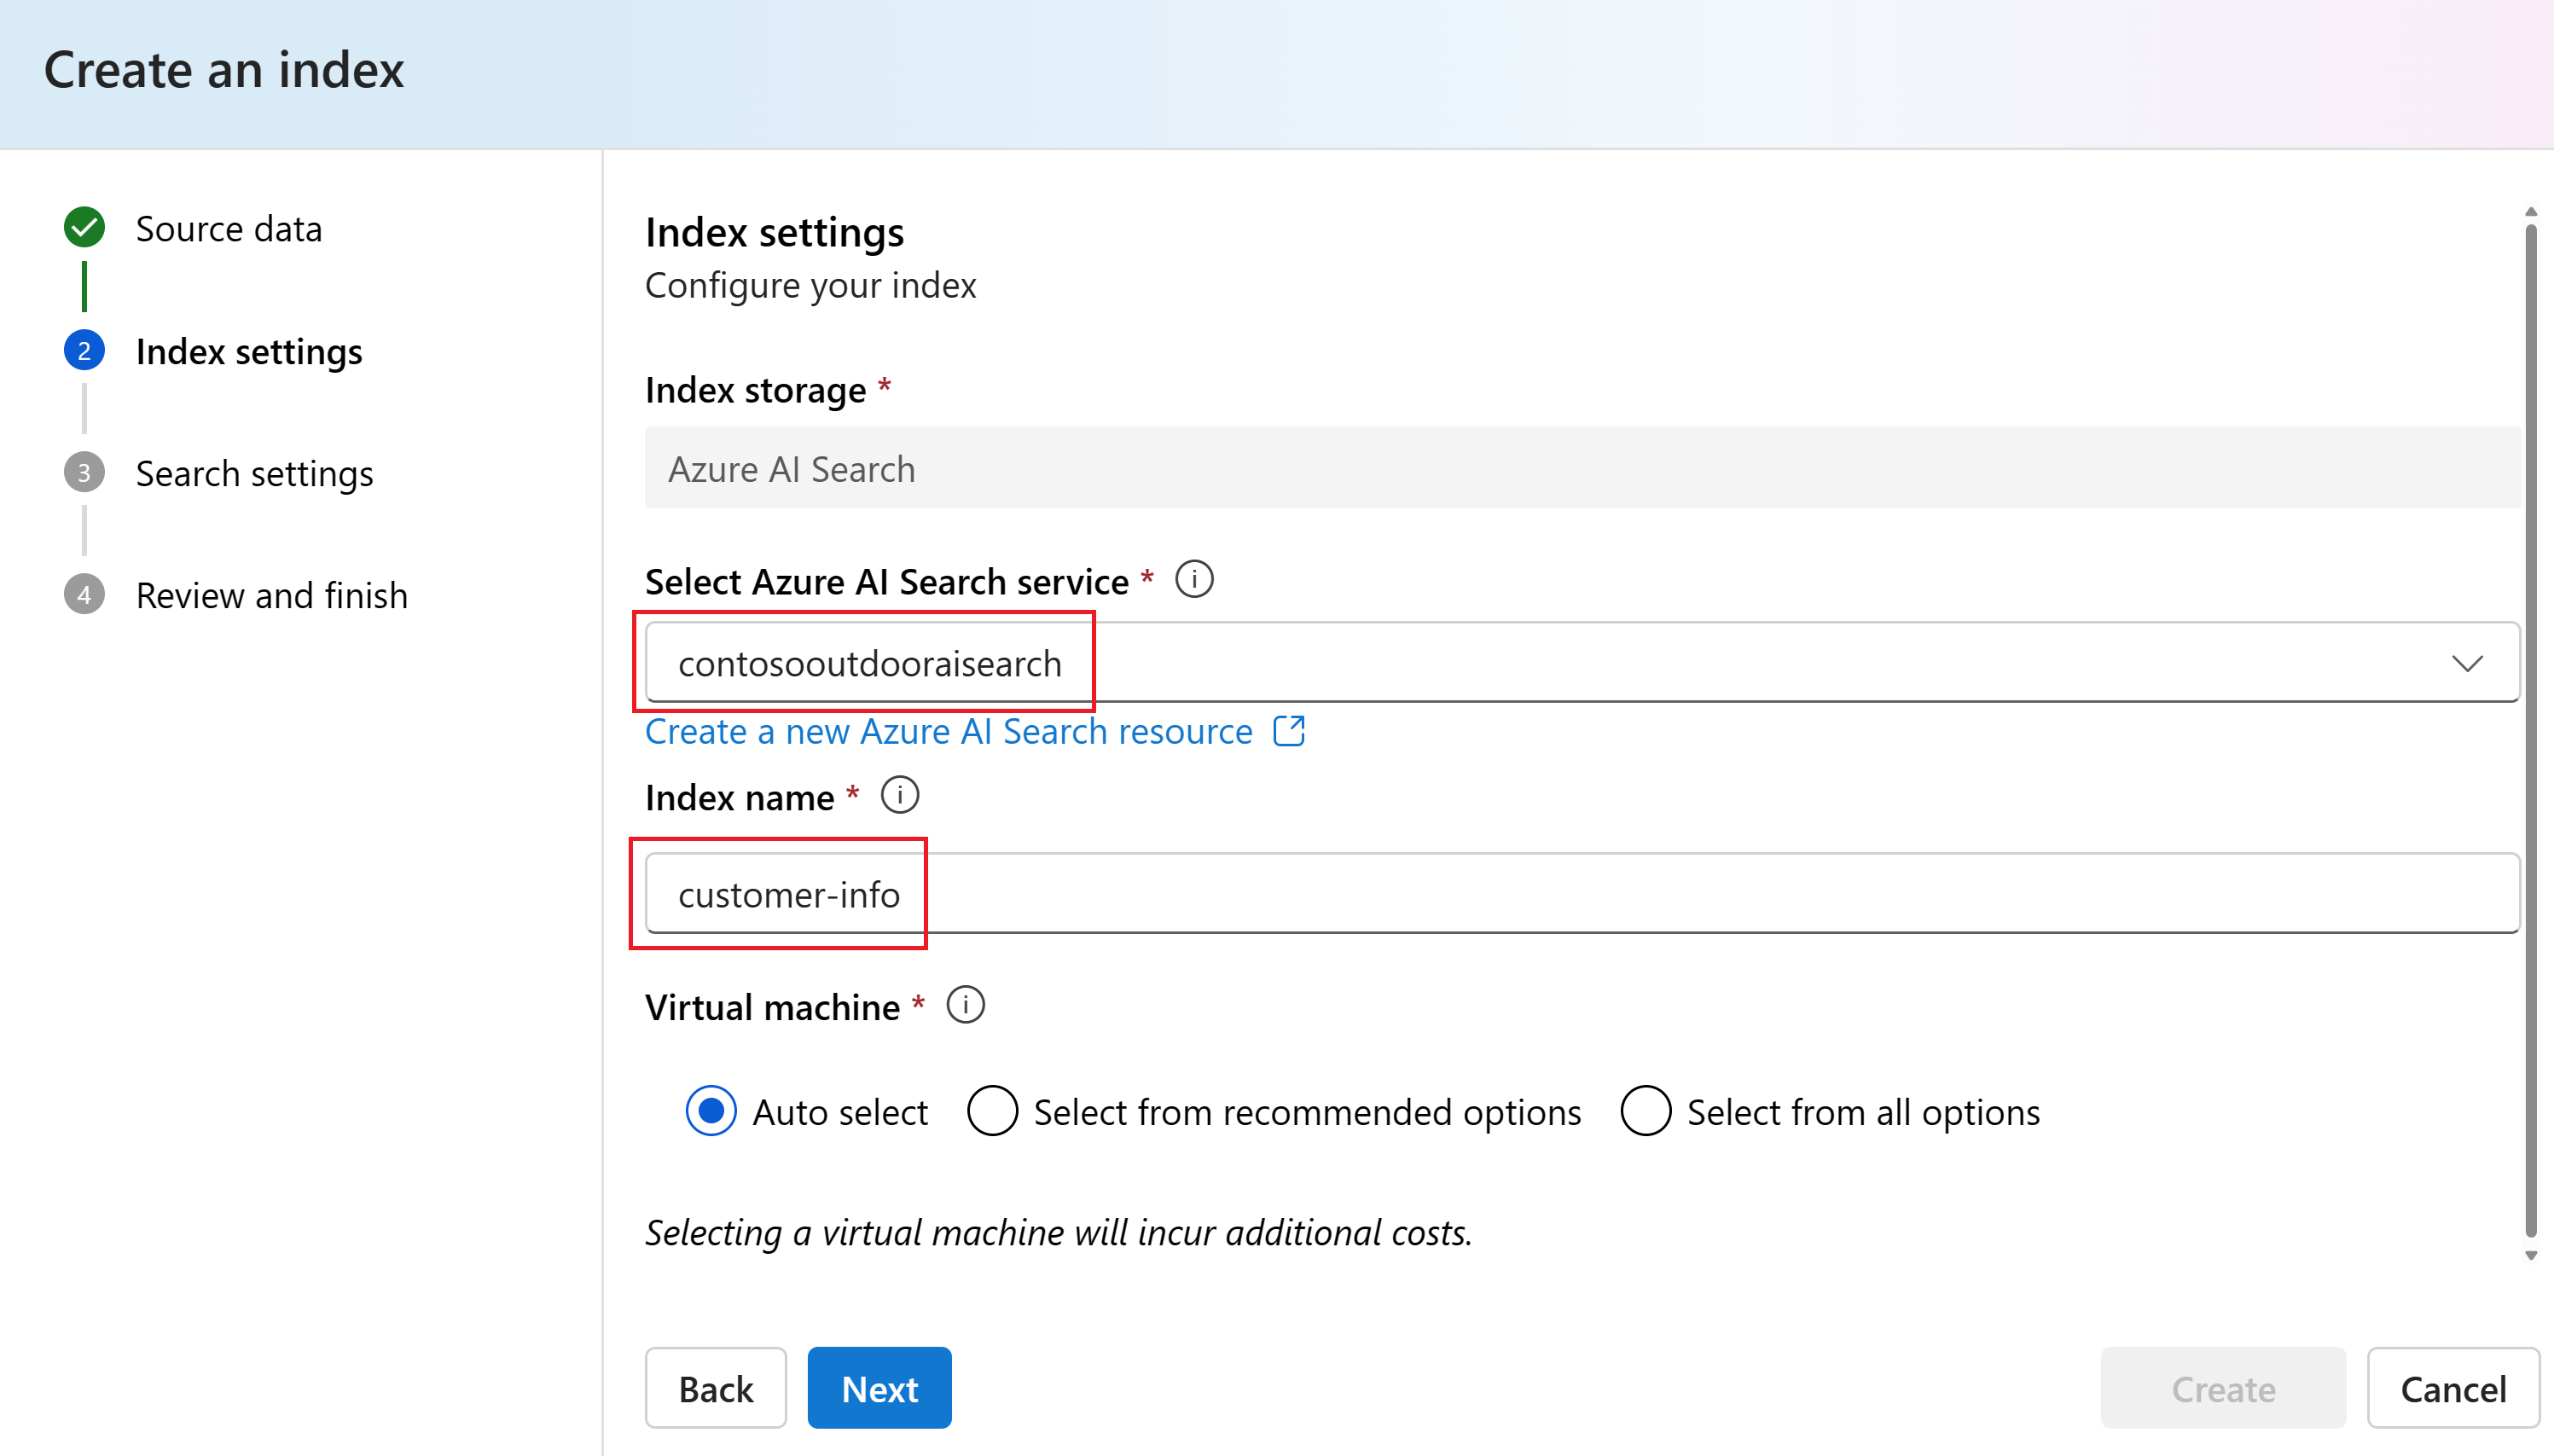 Create an index
Source data
2
Index settings
3
Search settings
4
Review and finish
Index settings
Configure your index
Index storage *
Azure AI Search
Select Azure AI Search service *
contosooutdooraisearch
Create a new Azure AI Search resource
Index name *
customer-info
Virtual machine *
Auto select Select from recommended options Select from all options
Selecting a virtual machine will incur additional costs.
Back Next Create Cancel